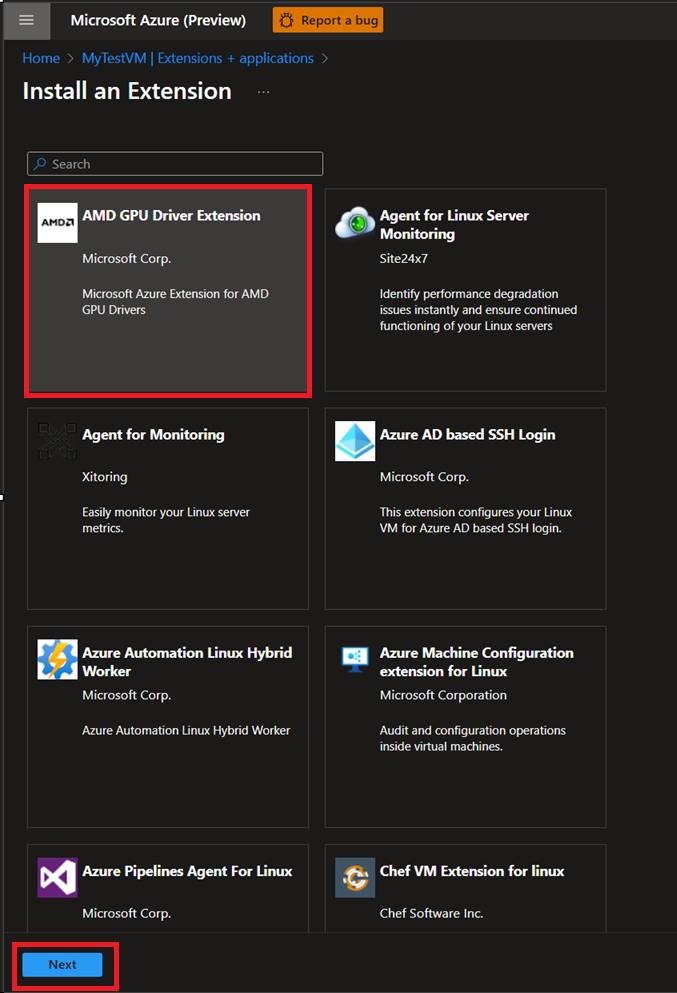 Microsoft Azure (Preview)
Report a bug
Home > MyTestVM | Extensions + applications >
Install an Extension ...
Search
AMD
AMD GPU Driver Extension
Microsoft Corp.
Microsoft Azure Extension for AMD
GPU Drivers
Agent for Linux Server
Monitoring
Site24x7
Identify performance degradation
issues instantly and ensure continued
functioning of your Linux servers
Agent for Monitoring
Xitoring
Easily monitor your Linux server
metrics.
Azure AD based SSH Login
Microsoft Corp.
This extension configures your Linux
VM for Azure AD based SSH login.
Azure Automation Linux Hybrid
Worker
Microsoft Corp.
Azure Automation Linux Hybrid Worker
Azure Machine Configuration
extension for Linux
Microsoft Corporation
Audit and configuration operations
inside virtual machines.
Azure Pipelines Agent For Linux
Microsoft Corp.
Chef VM Extension for linux
Chef Software Inc.
Next